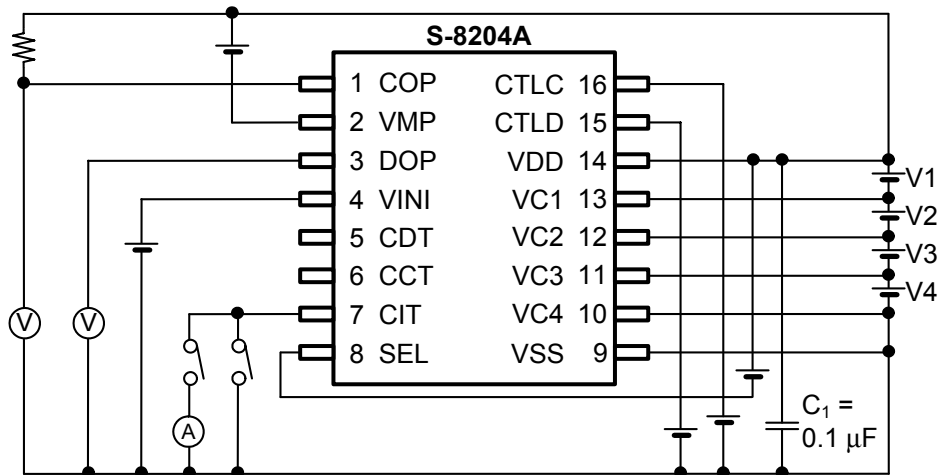 S-8204A
1 COP CTLC 16
2 VMP CTLD 15
3 DOP VDD 14
4 VINI VC1 13
5 CDT VC2 12
6 CCT VC3 11
7 CIT VC4 10
8 SEL VSS 9
V1
V2
V3
V4
V V
A
C₁ =
0.1 μF